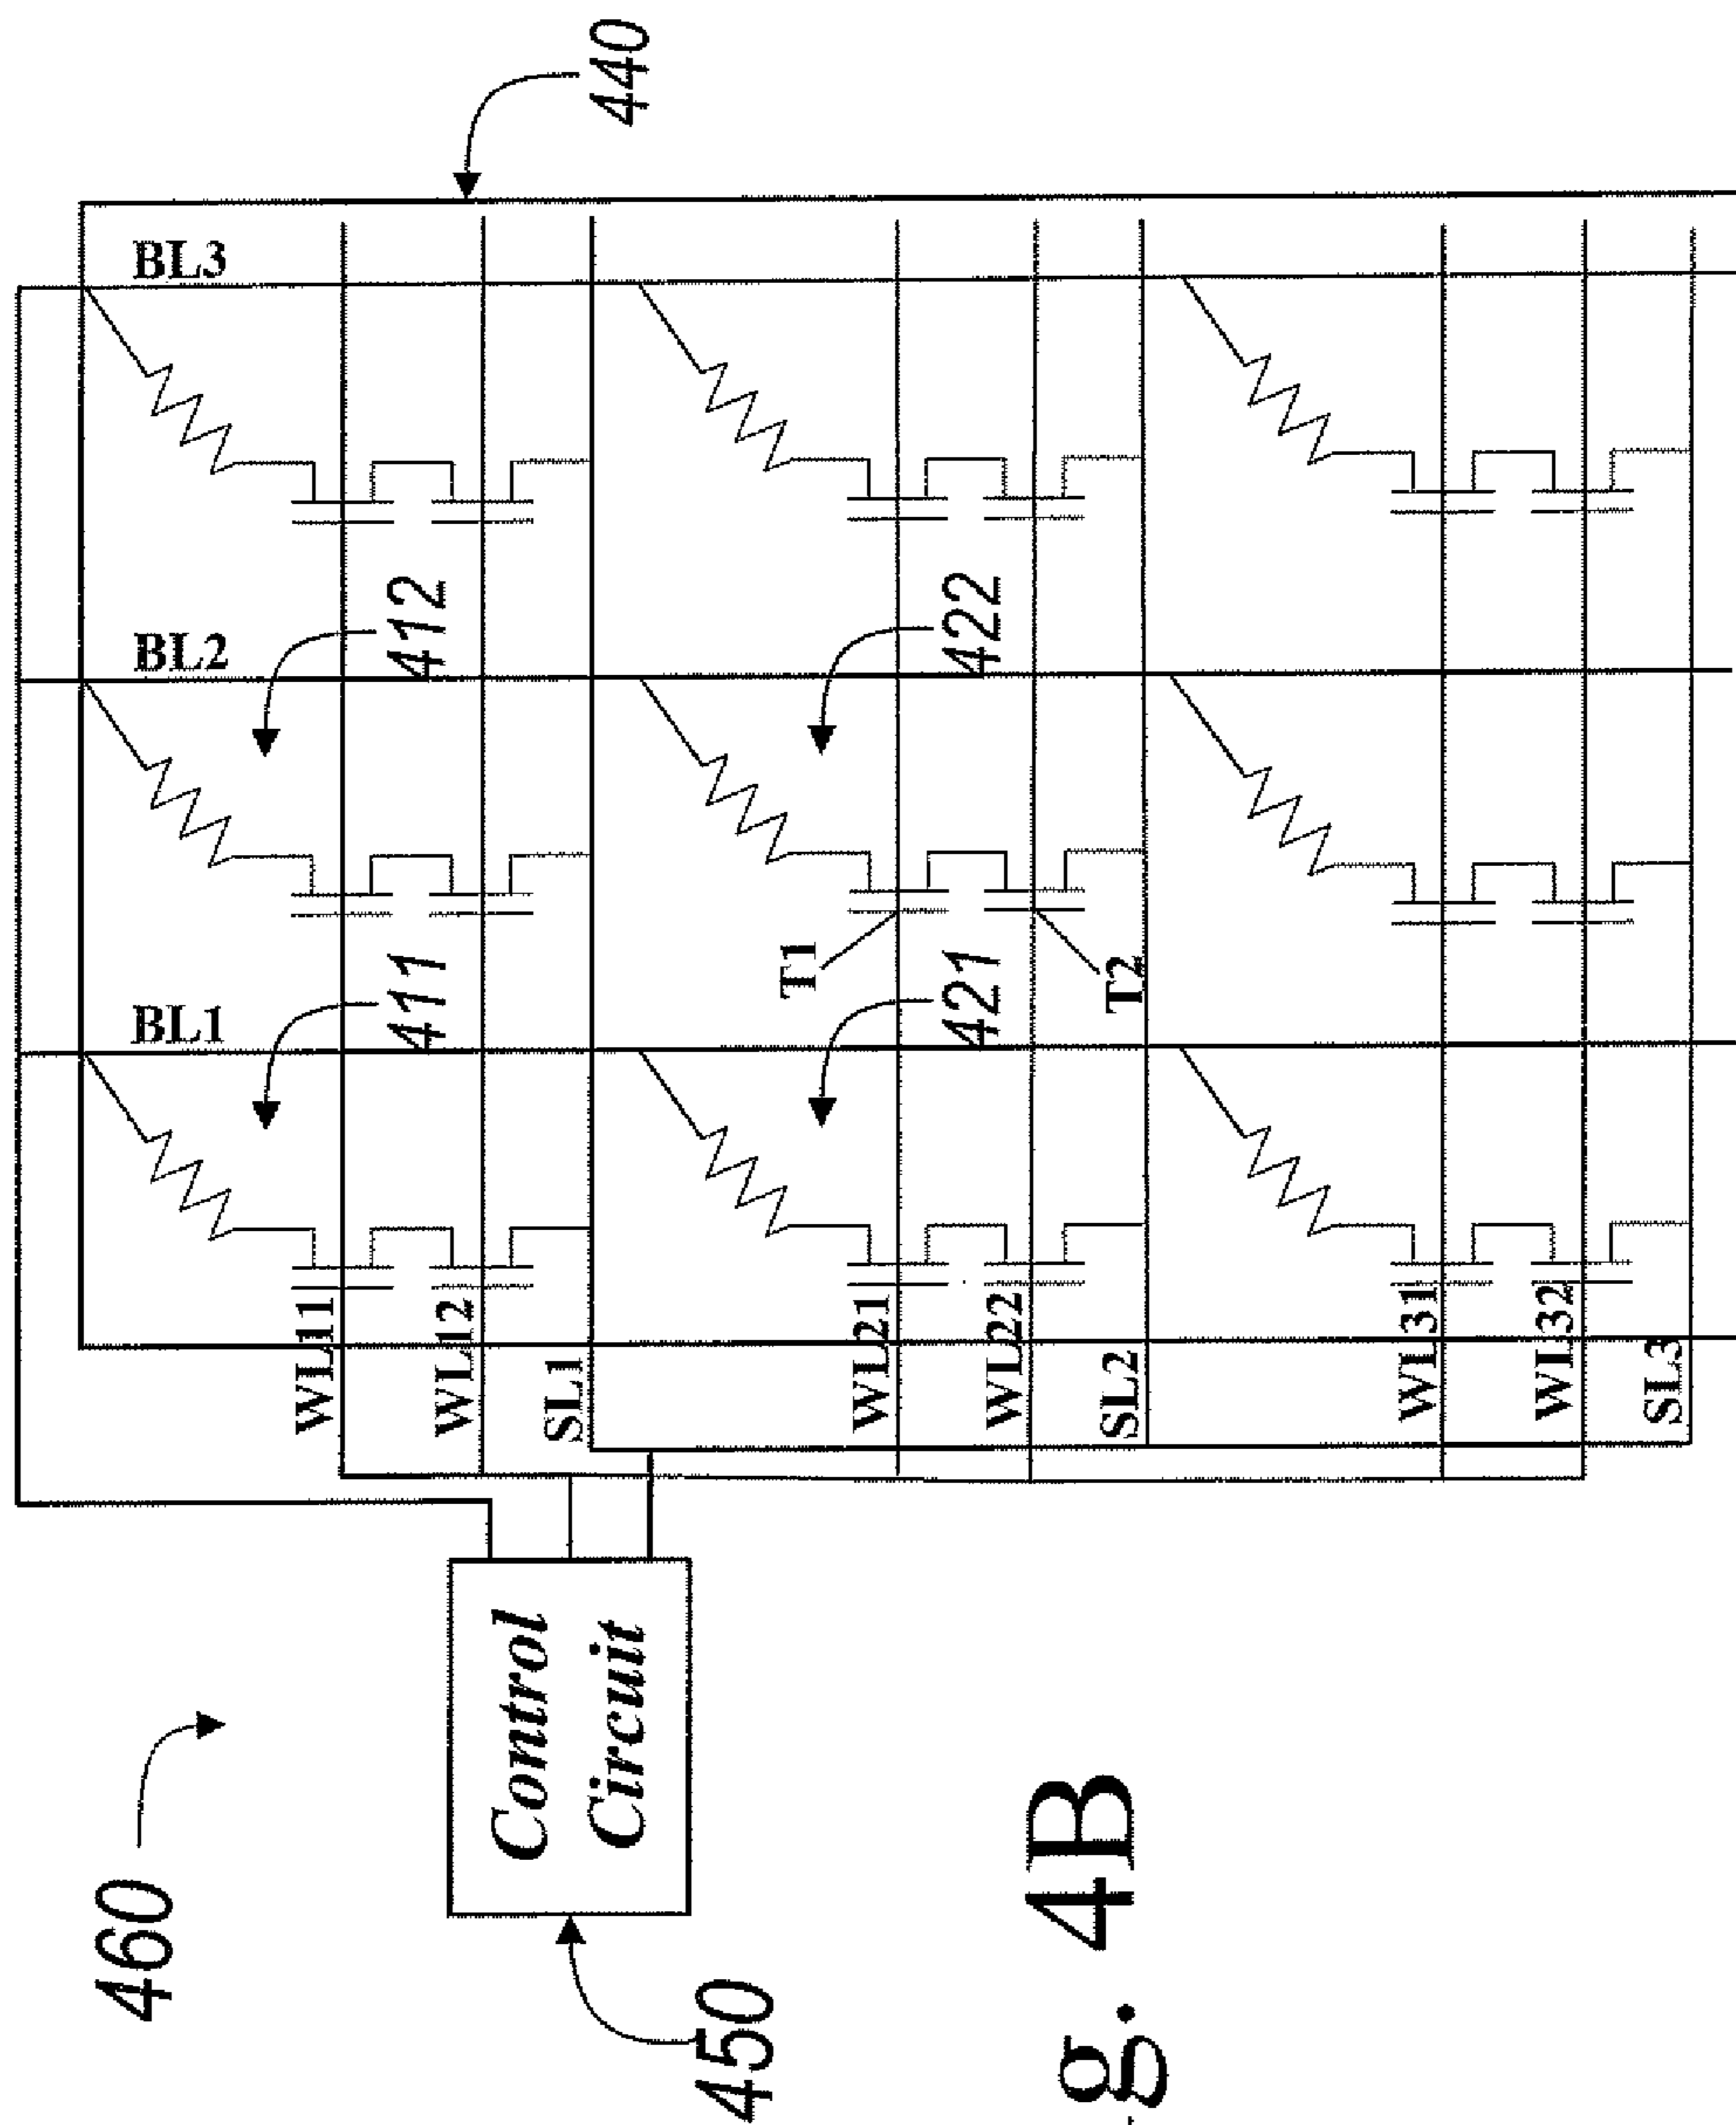 460
450
Control
Circuit
440
BL1
BL2
BL3
411
412
WL11
WL12
SL1
421
422
T1
T2
WL21
WL22
SL2
WL31
WL32
SL3
g. 4B